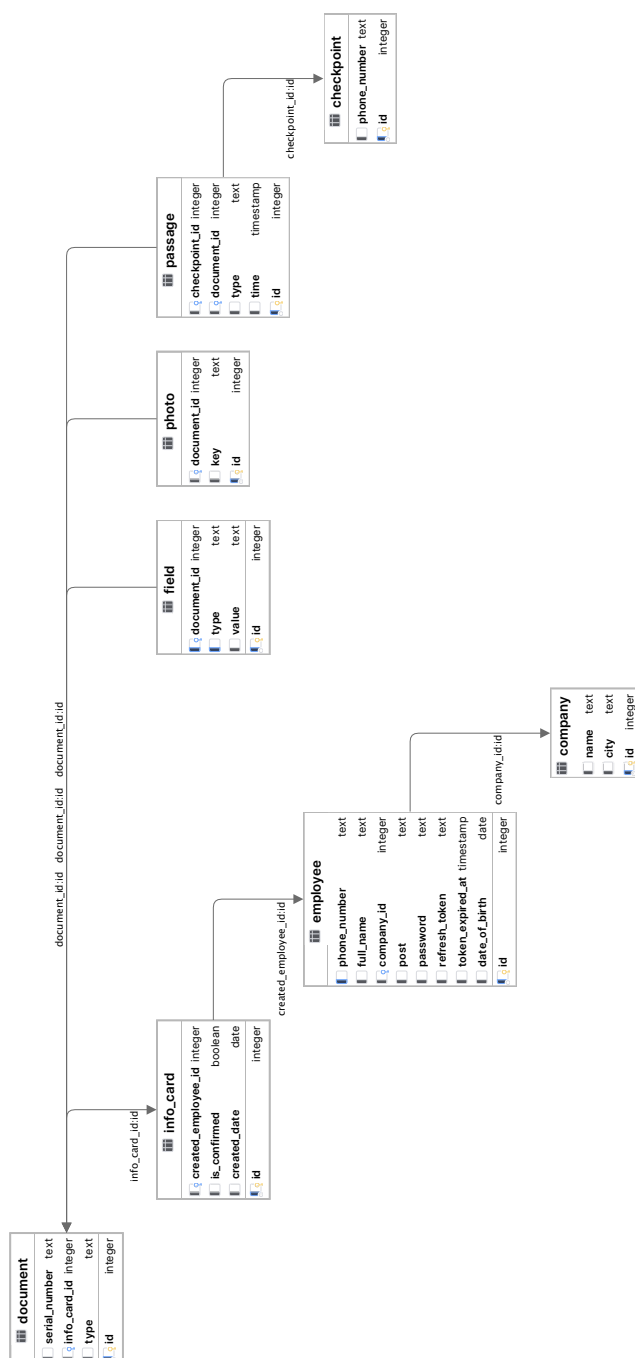 checkpoint
phone_number text
id integer
checkpoint_id:id
passage
checkpoint_id integer
document_id integer
type text
time timestamp
id integer
photo
document_id integer
key text
id integer
field
document_id integer
type text
value text
id integer
document_id:id document_id:id document_id:id
company
name text
city text
id integer
company_id:id
employee
phone_number text
full_name text
company_id integer
post text
password text
refresh_token text
token_expired_at timestamp
date_of_birth date
id integer
created_employee_id:id
info_card
created_employee_id integer
is_confirmed boolean
created_date date
id integer
info_card_id:id
document
serial_number text
info_card_id integer
type text
id integer